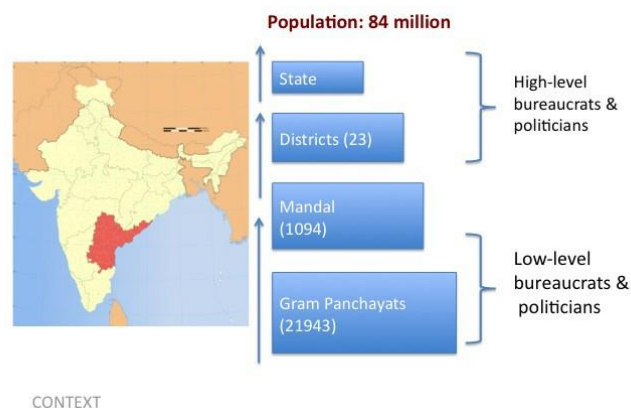 Population: 84 million
State
Districts (23)
Mandal
(1094)
Gram Panchayats
(21943)
High-level
bureaucrats &
politicians
Low-level
bureaucrats &
politicians
CONTEXT